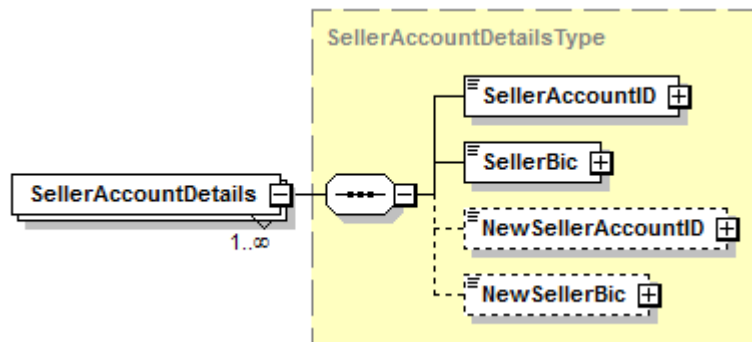 SellerAccountDetailsType
SellerAccountID
SellerBic
SellerAccountDetails
1..∞
NewSellerAccountID
NewSellerBic